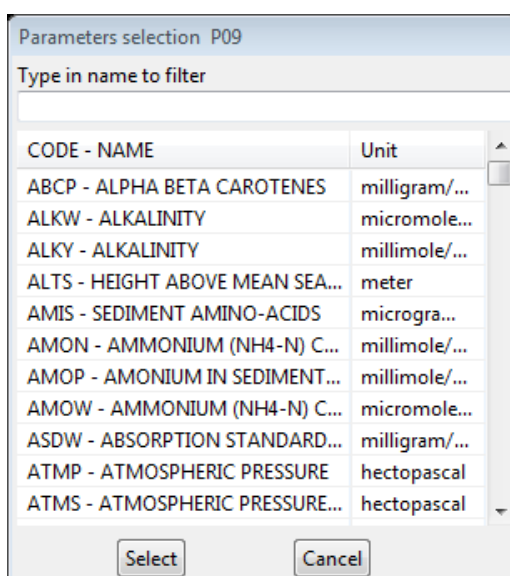 Parameters selection P09
Type in name to filter
CODE - NAME Unit
ABCP - ALPHA BETA CAROTENES milligram/...
ALKW - ALKALINITY micromole...
ALKY - ALKALINITY millimole/...
ALTS - HEIGHT ABOVE MEAN SEA... meter
AMIS - SEDIMENT AMINO-ACIDS microgra...
AMON - AMMONIUM (NH4-N) C... millimole/...
AMOP - AMONIUM IN SEDIMENT... millimole/...
AMOW - AMMONIUM (NH4-N) C... micromole...
ASDW - ABSORPTION STANDARD... milligram/...
ATMP - ATMOSPHERIC PRESSURE hectopascal
ATMS - ATMOSPHERIC PRESSURE... hectopascal
Select Cancel